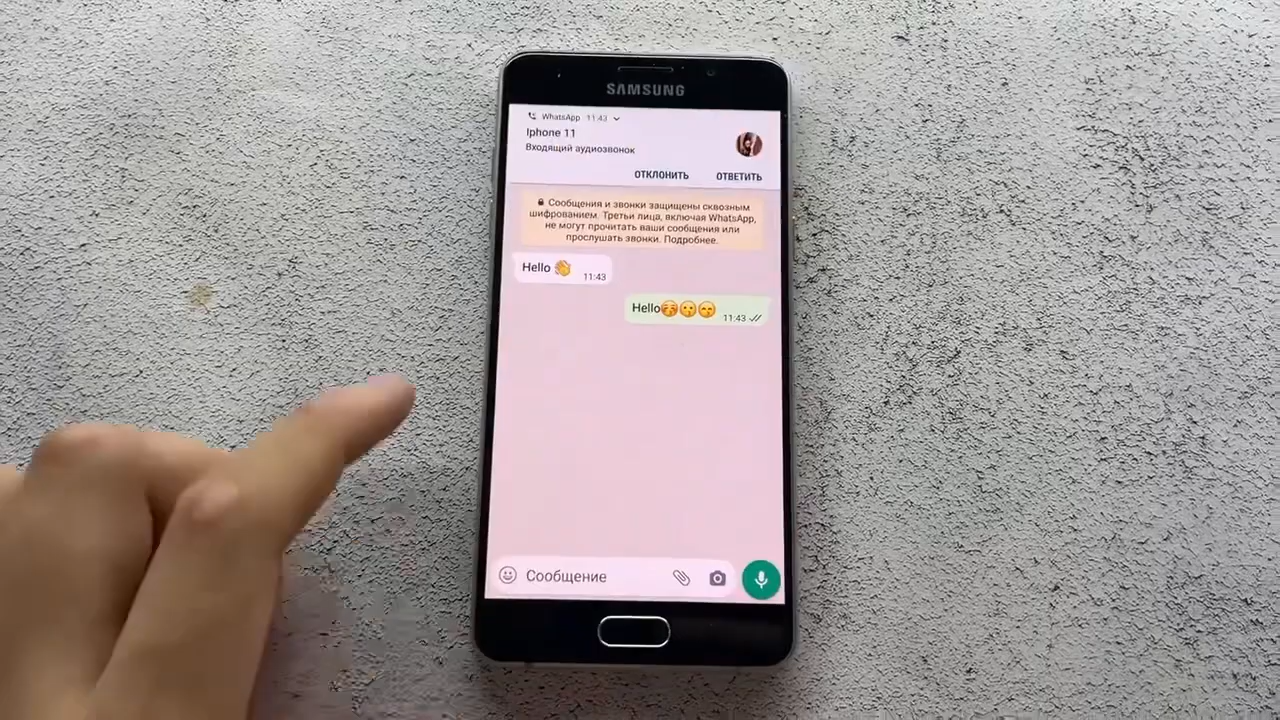 SAMSUNG
WhatsApp 11:43
Iphone 11
Входящий аудиозвонок
ОТКЛОНИТЬ ОТВЕТИТЬ
Сообщения и звонки защищены сквозным
шифрованием. Третьи лица, включая WhatsApp,
не могут прочитать ваши сообщения или
прослушать звонки. Подробнее.
Hello 👏 11:43
Hello😚😗😙 11:43
Сообщение